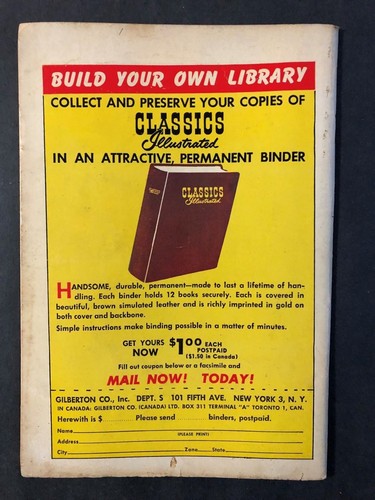 BUILD YOUR OWN LIBRARY
COLLECT AND PRESERVE YOUR COPIES OF
CLASSICS
Illustrated
IN AN ATTRACTIVE, PERMANENT BINDER
CLASSICS
Illustrated
HANDSOME, durable, permanent—made to last a lifetime of han-
dling. Each binder holds 12 books securely. Each is covered in
beautiful, brown simulated leather and is richly imprinted in gold on
both cover and backbone.
Simple instructions make binding possible in a matter of minutes.
GET YOURS $1.00 EACH
NOW POSTPAID
($1.50 in Canada)
Fill out coupon below or a facsimile and
MAIL NOW! TODAY!
GILBERTON CO., Inc. DEPT. S 101 FIFTH AVE. NEW YORK 3, N. Y.
IN CANADA: GILBERTON CO. (CANADA) LTD. BOX 311 TERMINAL "A" TORONTO 1, CAN.
Herewith is $ Please send binders, postpaid.
Name
(PLEASE PRINT)
Address
City Zone State